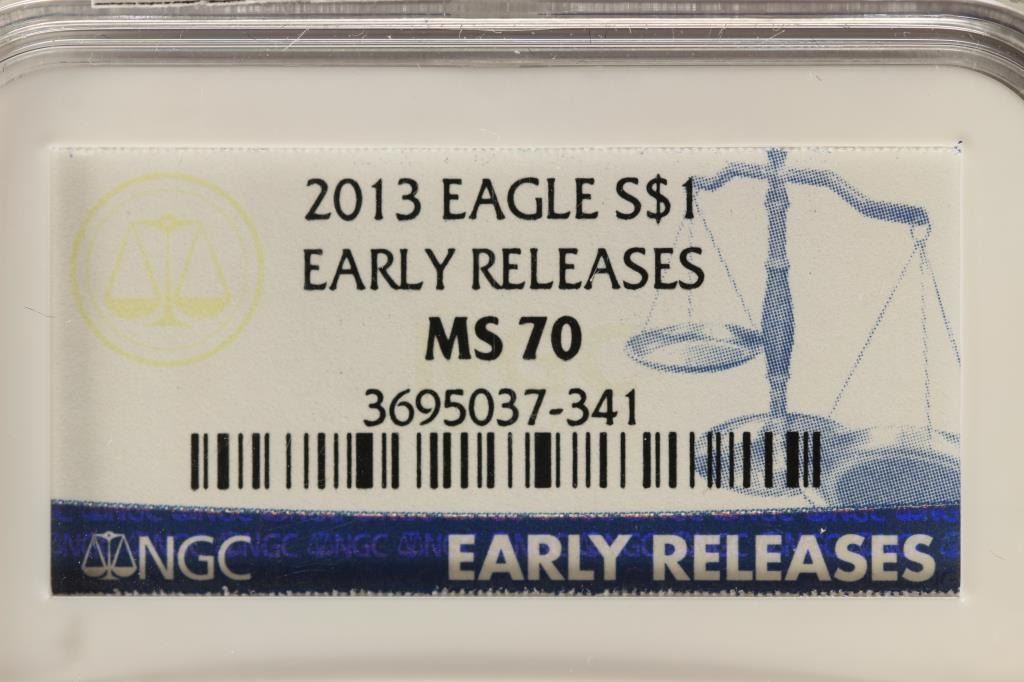 2013 EAGLE S$1
EARLY RELEASES
MS 70
3695037-341
NGC EARLY RELEASES